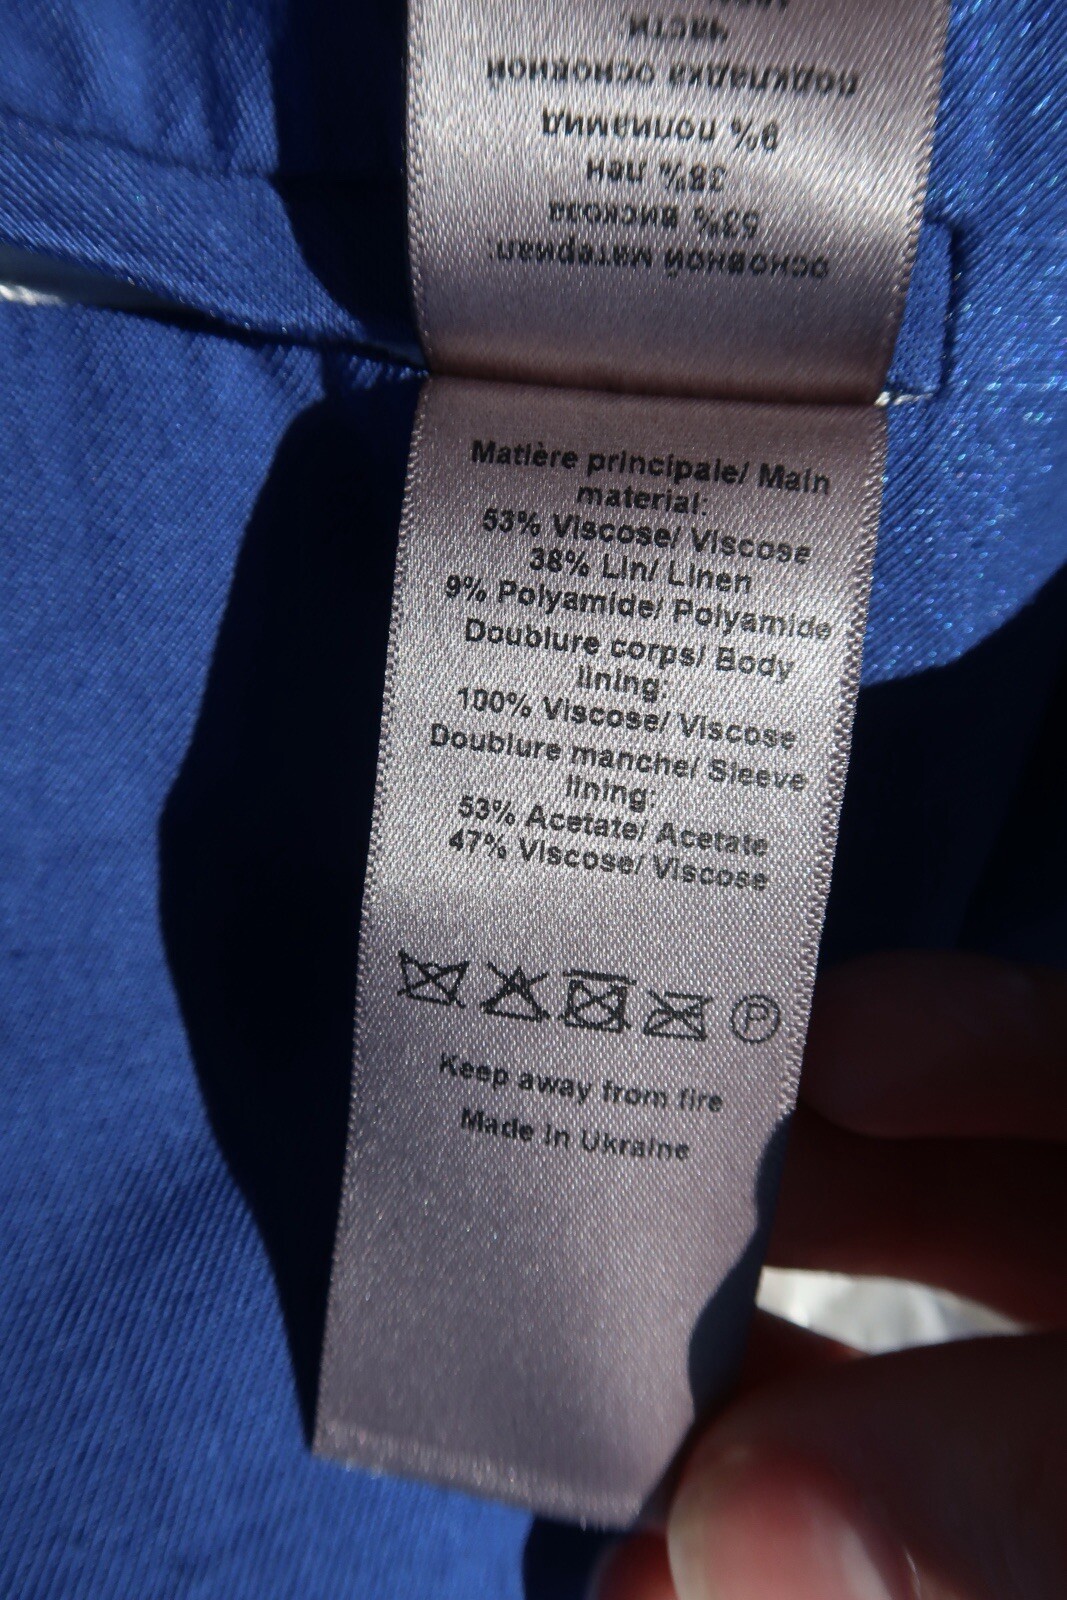 основной материал:
53% вискоза
38% лен
9% полиамид
подкладка основной
части
Matière principale/ Main
material:
53% Viscose/ Viscose
38% Lin/ Linen
9% Polyamide/ Polyamide
Doublure corps/ Body
lining:
100% Viscose/ Viscose
Doublure manche/ Sleeve
lining:
53% Acetate/ Acetate
47% Viscose/ Viscose
P
Keep away from fire
Made in Ukraine